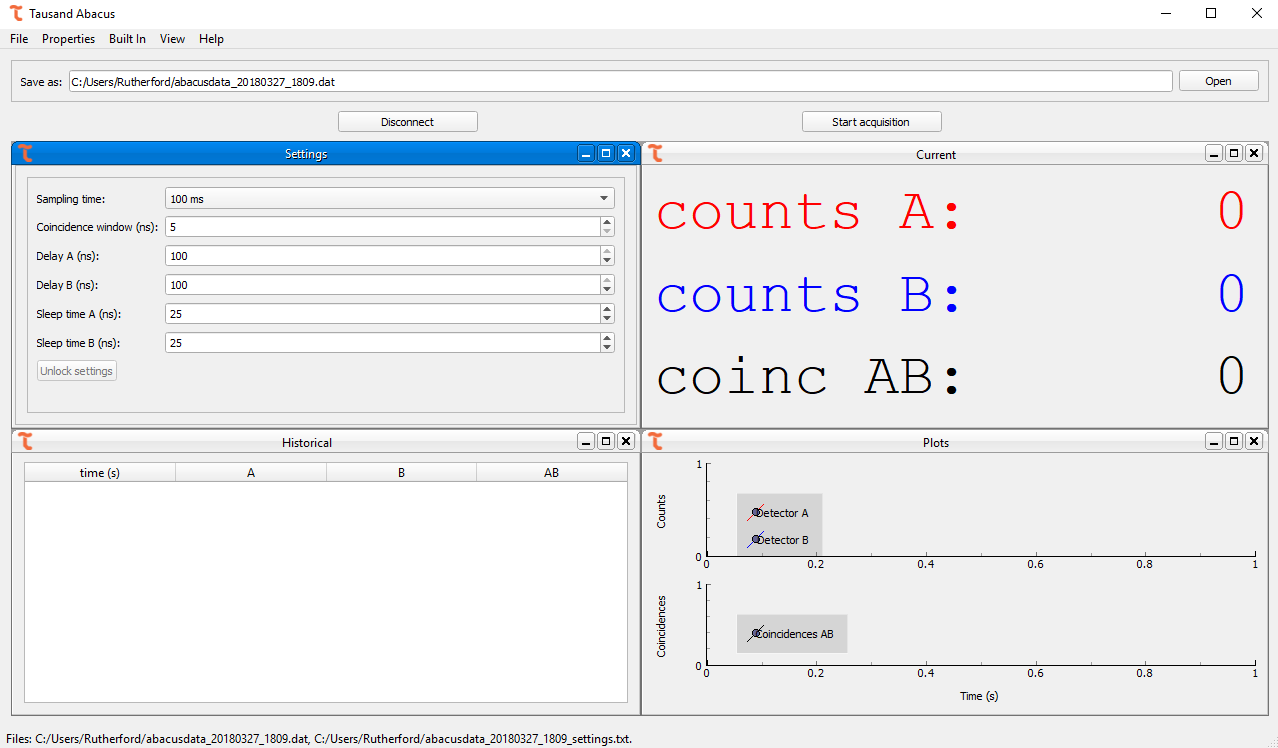 Tausand Abacus
File Properties Built In View Help
Save as: C:/Users/Rutherford/abacusdata_20180327_1809.dat Open
Disconnect Start acquisition
Settings
Sampling time: 100 ms
Coincidence window (ns): 5
Delay A (ns): 100
Delay B (ns): 100
Sleep time A (ns): 25
Sleep time B (ns): 25
Unlock settings
Current
counts A: 0
counts B: 0
coinc AB: 0
Historical
time (s) A B AB
Plots
Counts
1
0
Detector A
Detector B
0 0.2 0.4 0.6 0.8 1
Coincidences
1
0
Coincidences AB
0 0.2 0.4 0.6 0.8 1
Time (s)
Files: C:/Users/Rutherford/abacusdata_20180327_1809.dat, C:/Users/Rutherford/abacusdata_20180327_1809_settings.txt.